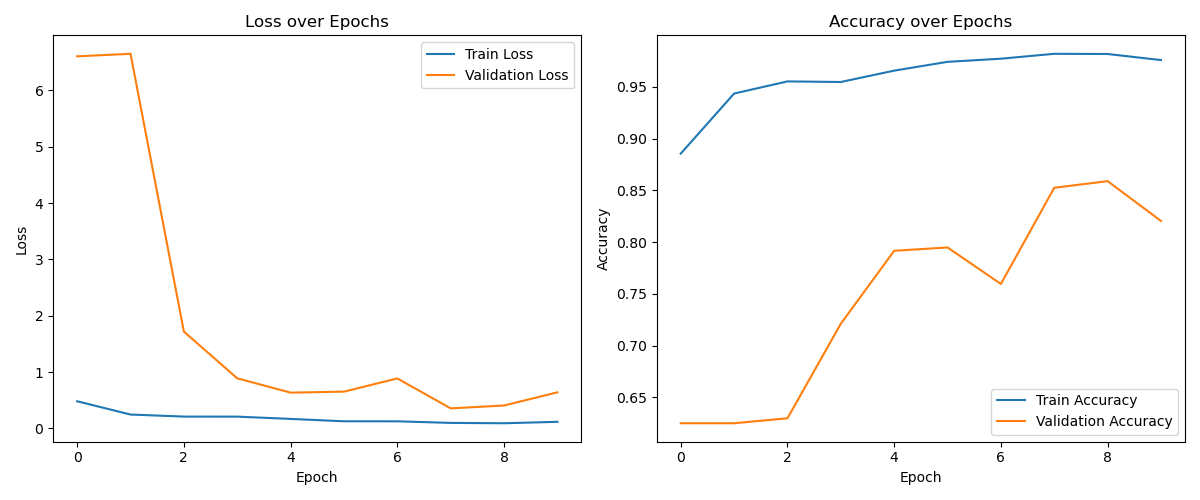 Loss over Epochs
Train Loss
Validation Loss
6
5
4
3
2
1
0
Loss
0 2 4 6 8
Epoch
Accuracy over Epochs
0.95
0.90
0.85
0.80
0.75
0.70
0.65
Accuracy
Train Accuracy
Validation Accuracy
0 2 4 6 8
Epoch